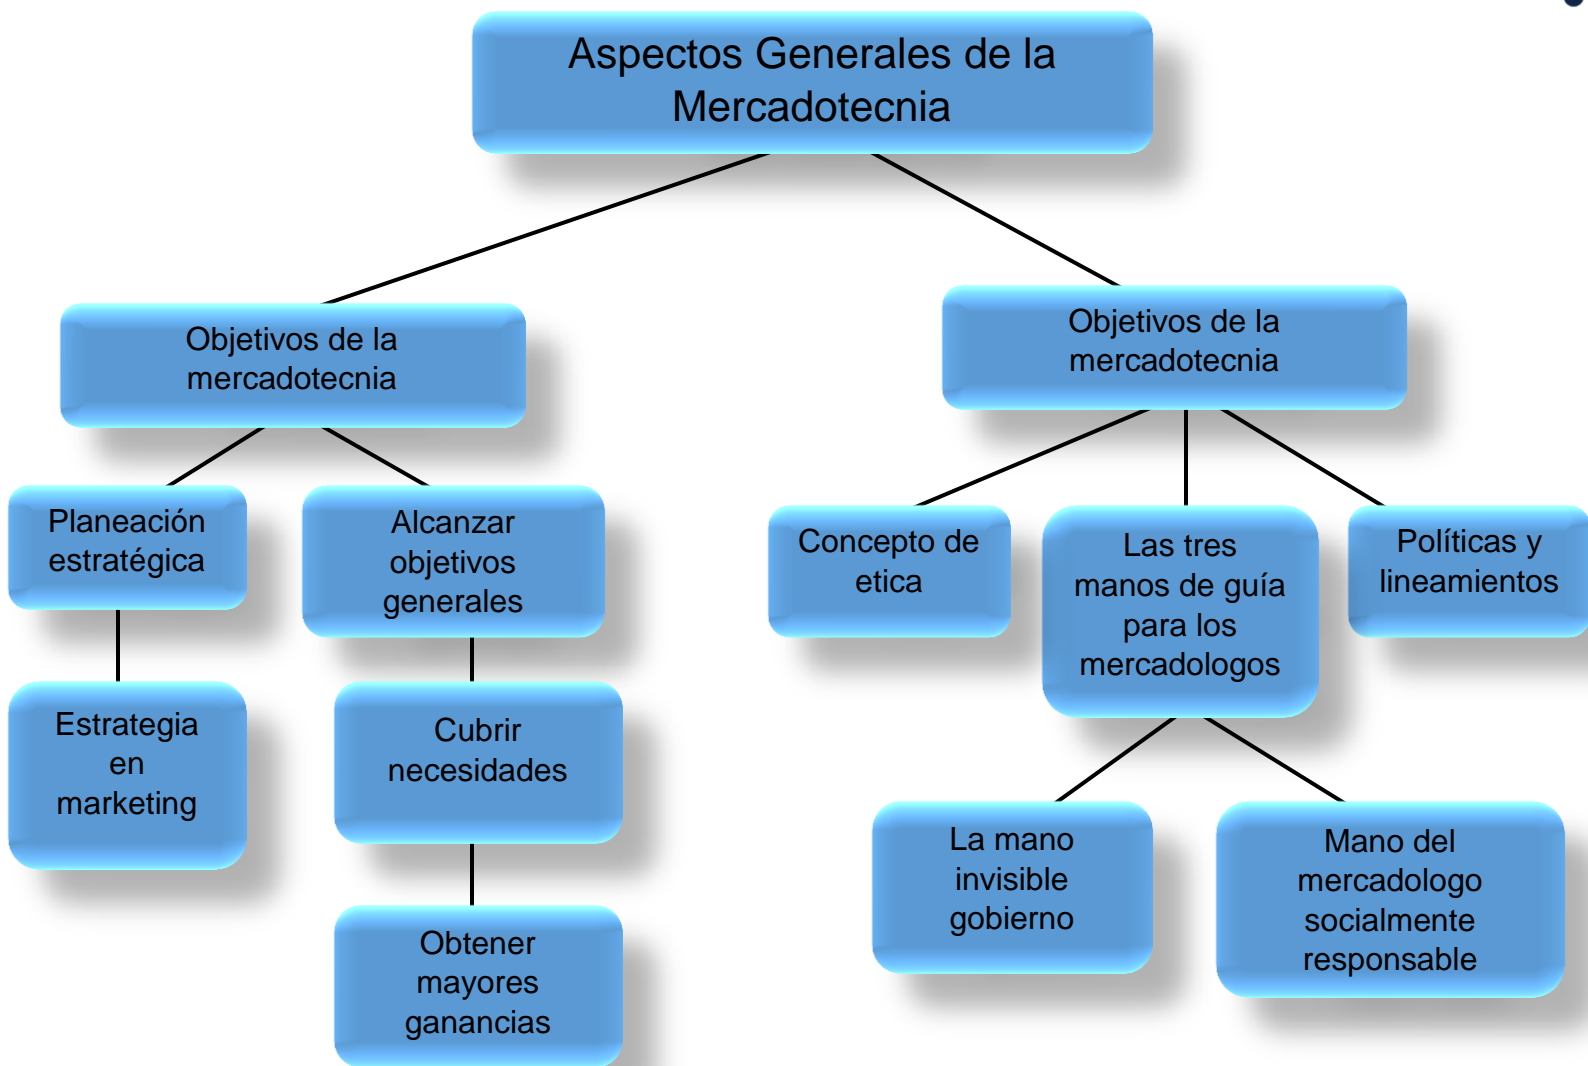 Aspectos Generales de la
Mercadotecnia
Objetivos de la
mercadotecnia
Objetivos de la
mercadotecnia
Planeación
estratégica
Alcanzar
objetivos
generales
Concepto de
etica
Las tres
manos de guía
para los
mercadologos
Políticas y
lineamientos
Estrategia
en
marketing
Cubrir
necesidades
La mano
invisible
gobierno
Mano del
mercadologo
socialmente
responsable
Obtener
mayores
ganancias